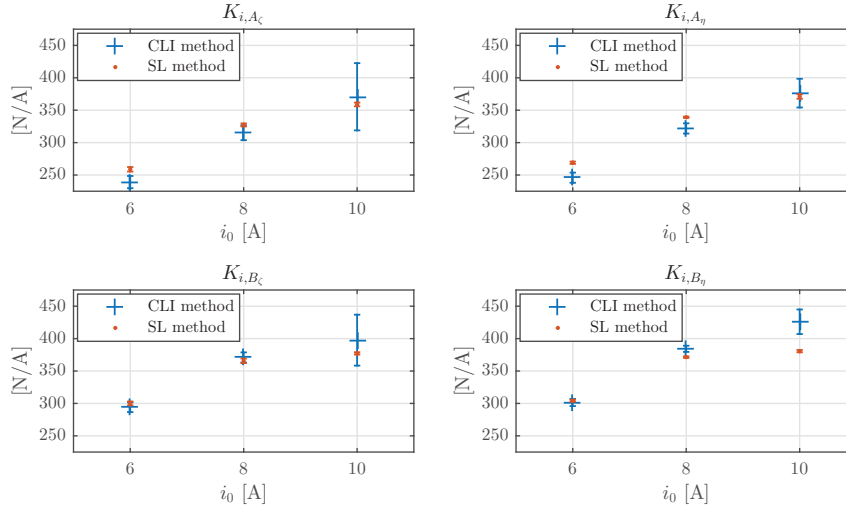 K_{i,A_ζ}
450
400
350
300
250
[N/A]
CLI method
SL method
6 8 10
i_0 [A]
K_{i,A_η}
450
400
350
300
250
[N/A]
CLI method
SL method
6 8 10
i_0 [A]
K_{i,B_ζ}
450
400
350
300
250
[N/A]
CLI method
SL method
6 8 10
i_0 [A]
K_{i,B_η}
450
400
350
300
250
[N/A]
CLI method
SL method
6 8 10
i_0 [A]